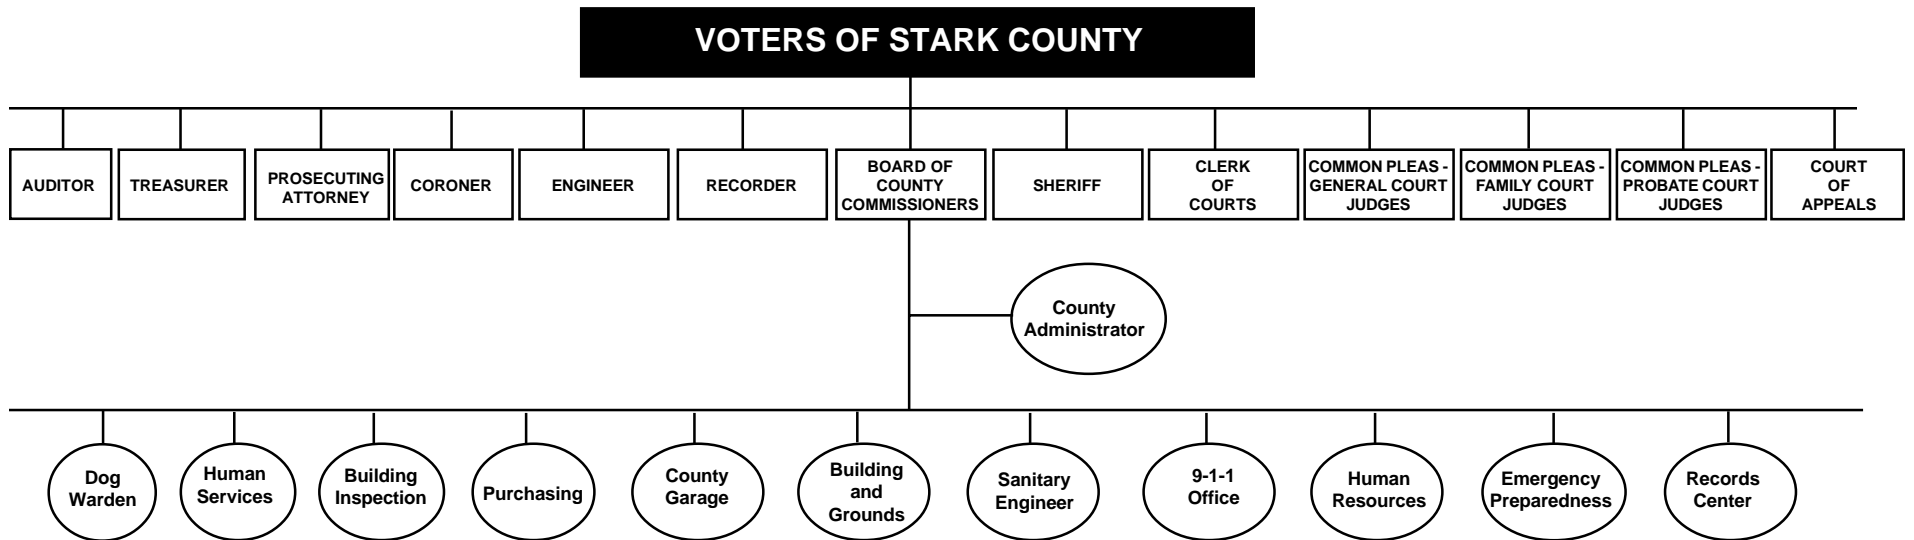 VOTERS OF STARK COUNTY
AUDITOR
TREASURER
PROSECUTING
ATTORNEY
CORONER
ENGINEER
RECORDER
BOARD OF
COUNTY
COMMISSIONERS
SHERIFF
CLERK
OF
COURTS
COMMON PLEAS -
GENERAL COURT
JUDGES
COMMON PLEAS -
FAMILY COURT
JUDGES
COMMON PLEAS -
PROBATE COURT
JUDGES
COURT
OF
APPEALS
County
Administrator
Dog
Warden
Human
Services
Building
Inspection
Purchasing
County
Garage
Building
and
Grounds
Sanitary
Engineer
9-1-1
Office
Human
Resources
Emergency
Preparedness
Records
Center